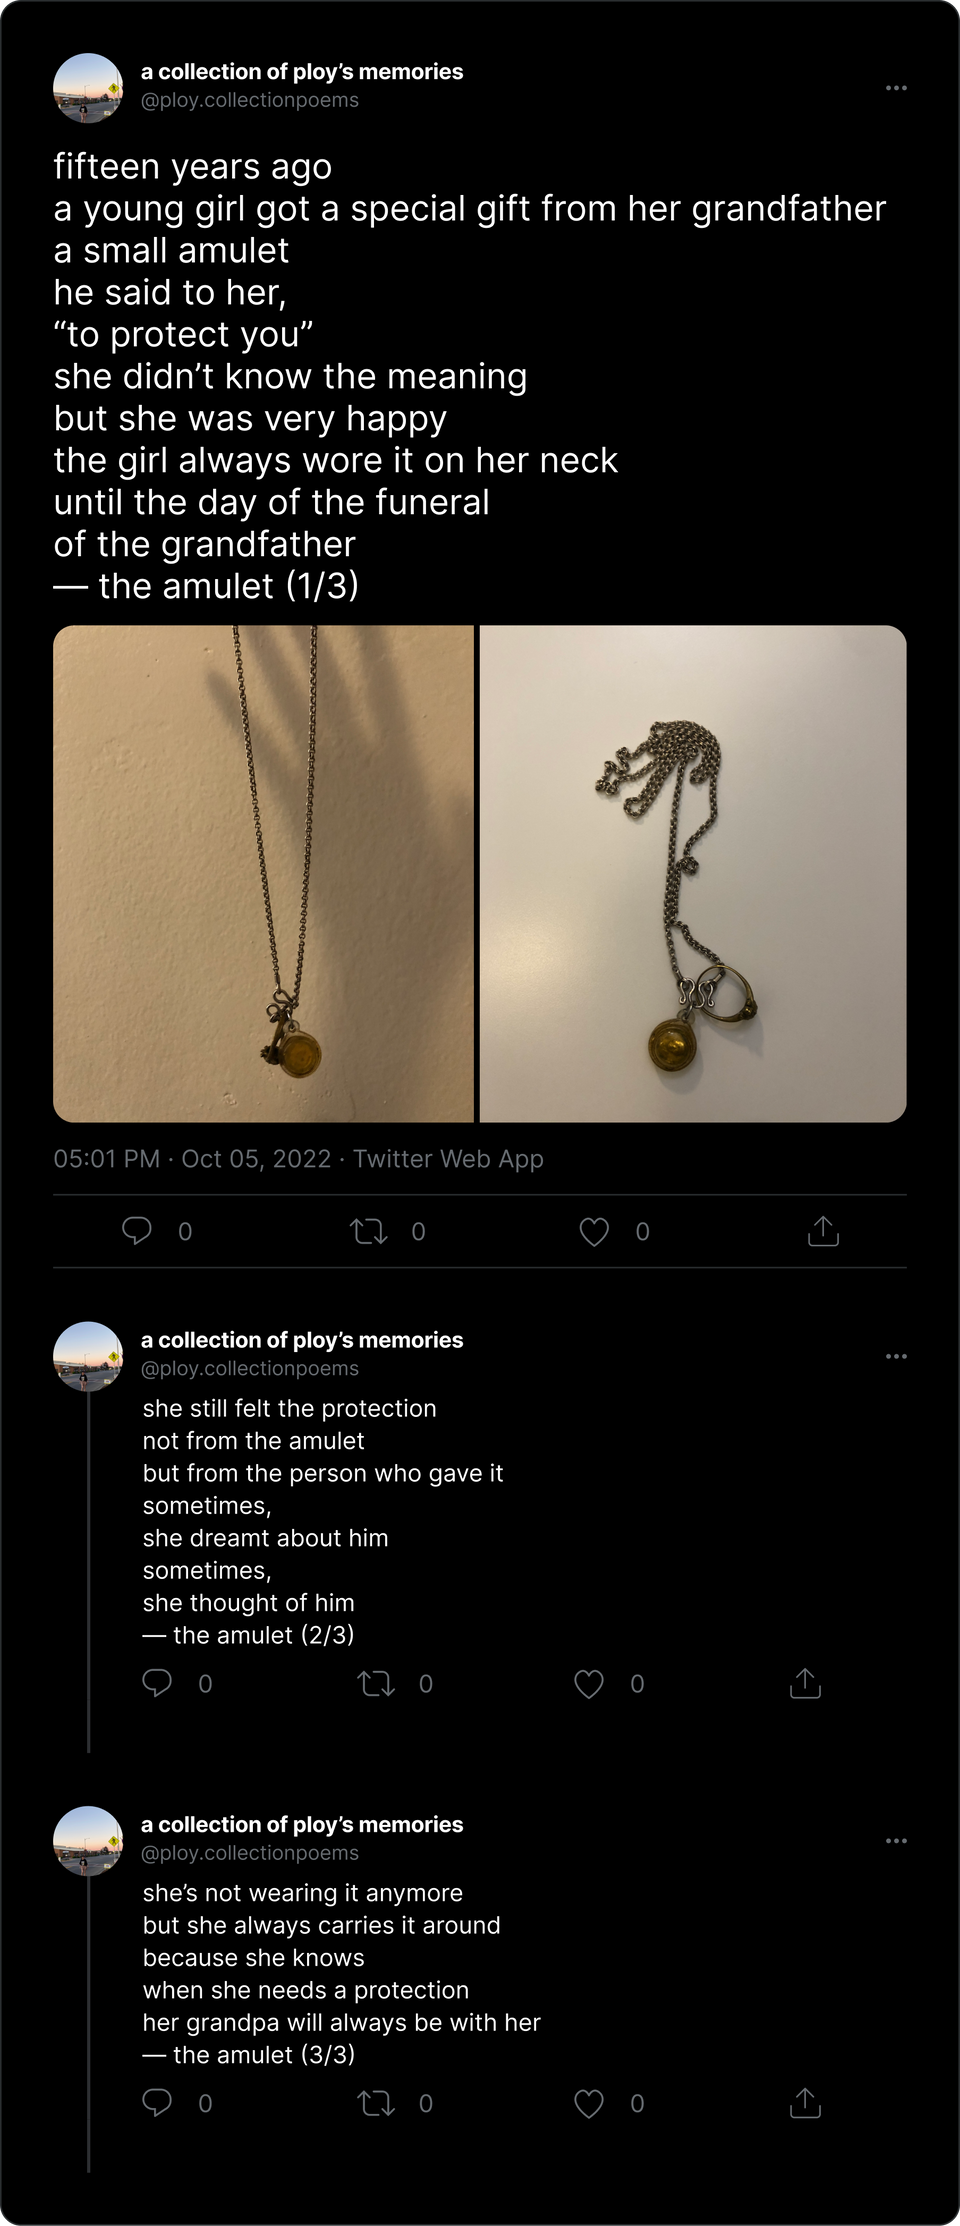 a collection of ploy’s memories
@ploy.collectionpoems
fifteen years ago
a young girl got a special gift from her grandfather
a small amulet
he said to her,
“to protect you”
she didn’t know the meaning
but she was very happy
the girl always wore it on her neck
until the day of the funeral
of the grandfather
— the amulet (1/3)
05:01 PM · Oct 05, 2022 · Twitter Web App
0 0 0
a collection of ploy’s memories
@ploy.collectionpoems
she still felt the protection
not from the amulet
but from the person who gave it
sometimes,
she dreamt about him
sometimes,
she thought of him
— the amulet (2/3)
0 0 0
a collection of ploy’s memories
@ploy.collectionpoems
she’s not wearing it anymore
but she always carries it around
because she knows
when she needs a protection
her grandpa will always be with her
— the amulet (3/3)
0 0 0